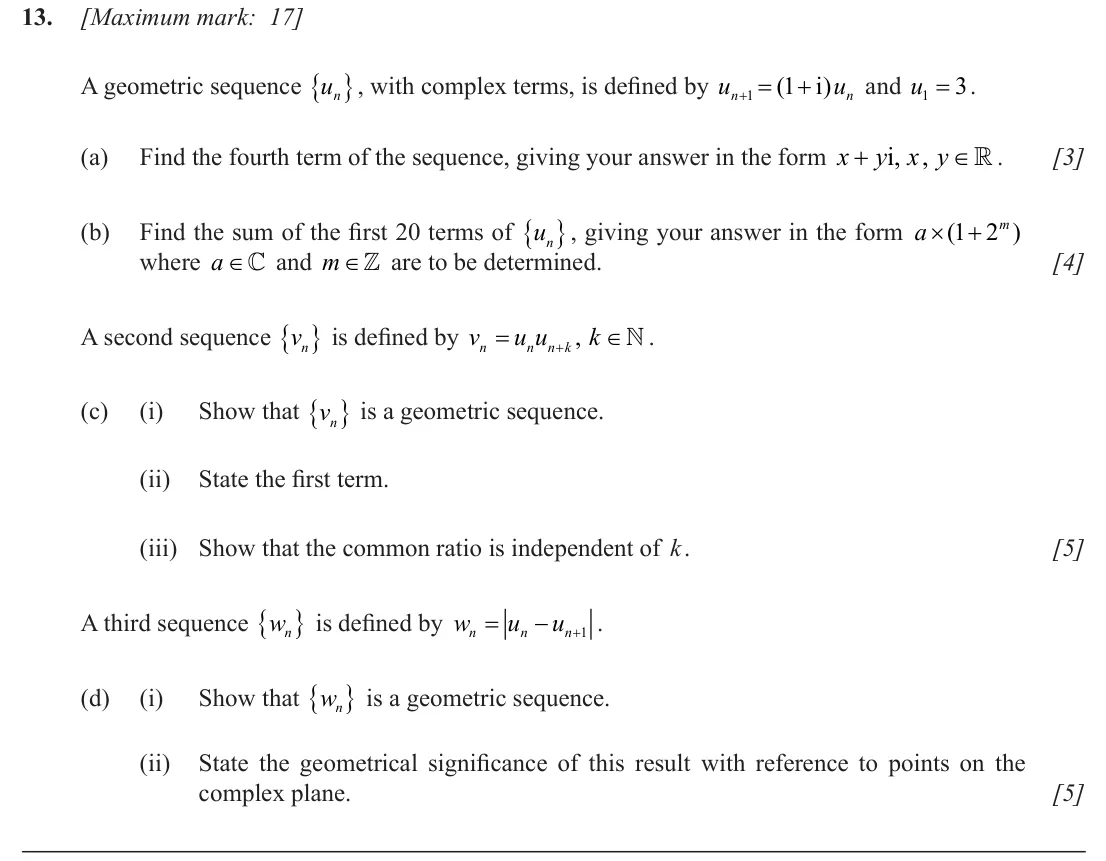 13. [Maximum mark: 17]
A geometric sequence {uₙ}, with complex terms, is defined by uₙ₊₁ = (1 + i)uₙ and u₁ = 3.
(a) Find the fourth term of the sequence, giving your answer in the form x + yi, x, y ∈ ℝ. [3]
(b) Find the sum of the first 20 terms of {uₙ}, giving your answer in the form a × (1 + 2ᵐ)
where a ∈ ℂ and m ∈ ℤ are to be determined. [4]
A second sequence {vₙ} is defined by vₙ = uₙuₙ₊ₖ, k ∈ ℕ.
(c) (i) Show that {vₙ} is a geometric sequence.
(ii) State the first term.
(iii) Show that the common ratio is independent of k. [5]
A third sequence {wₙ} is defined by wₙ = |uₙ − uₙ₊₁|.
(d) (i) Show that {wₙ} is a geometric sequence.
(ii) State the geometrical significance of this result with reference to points on the
complex plane. [5]